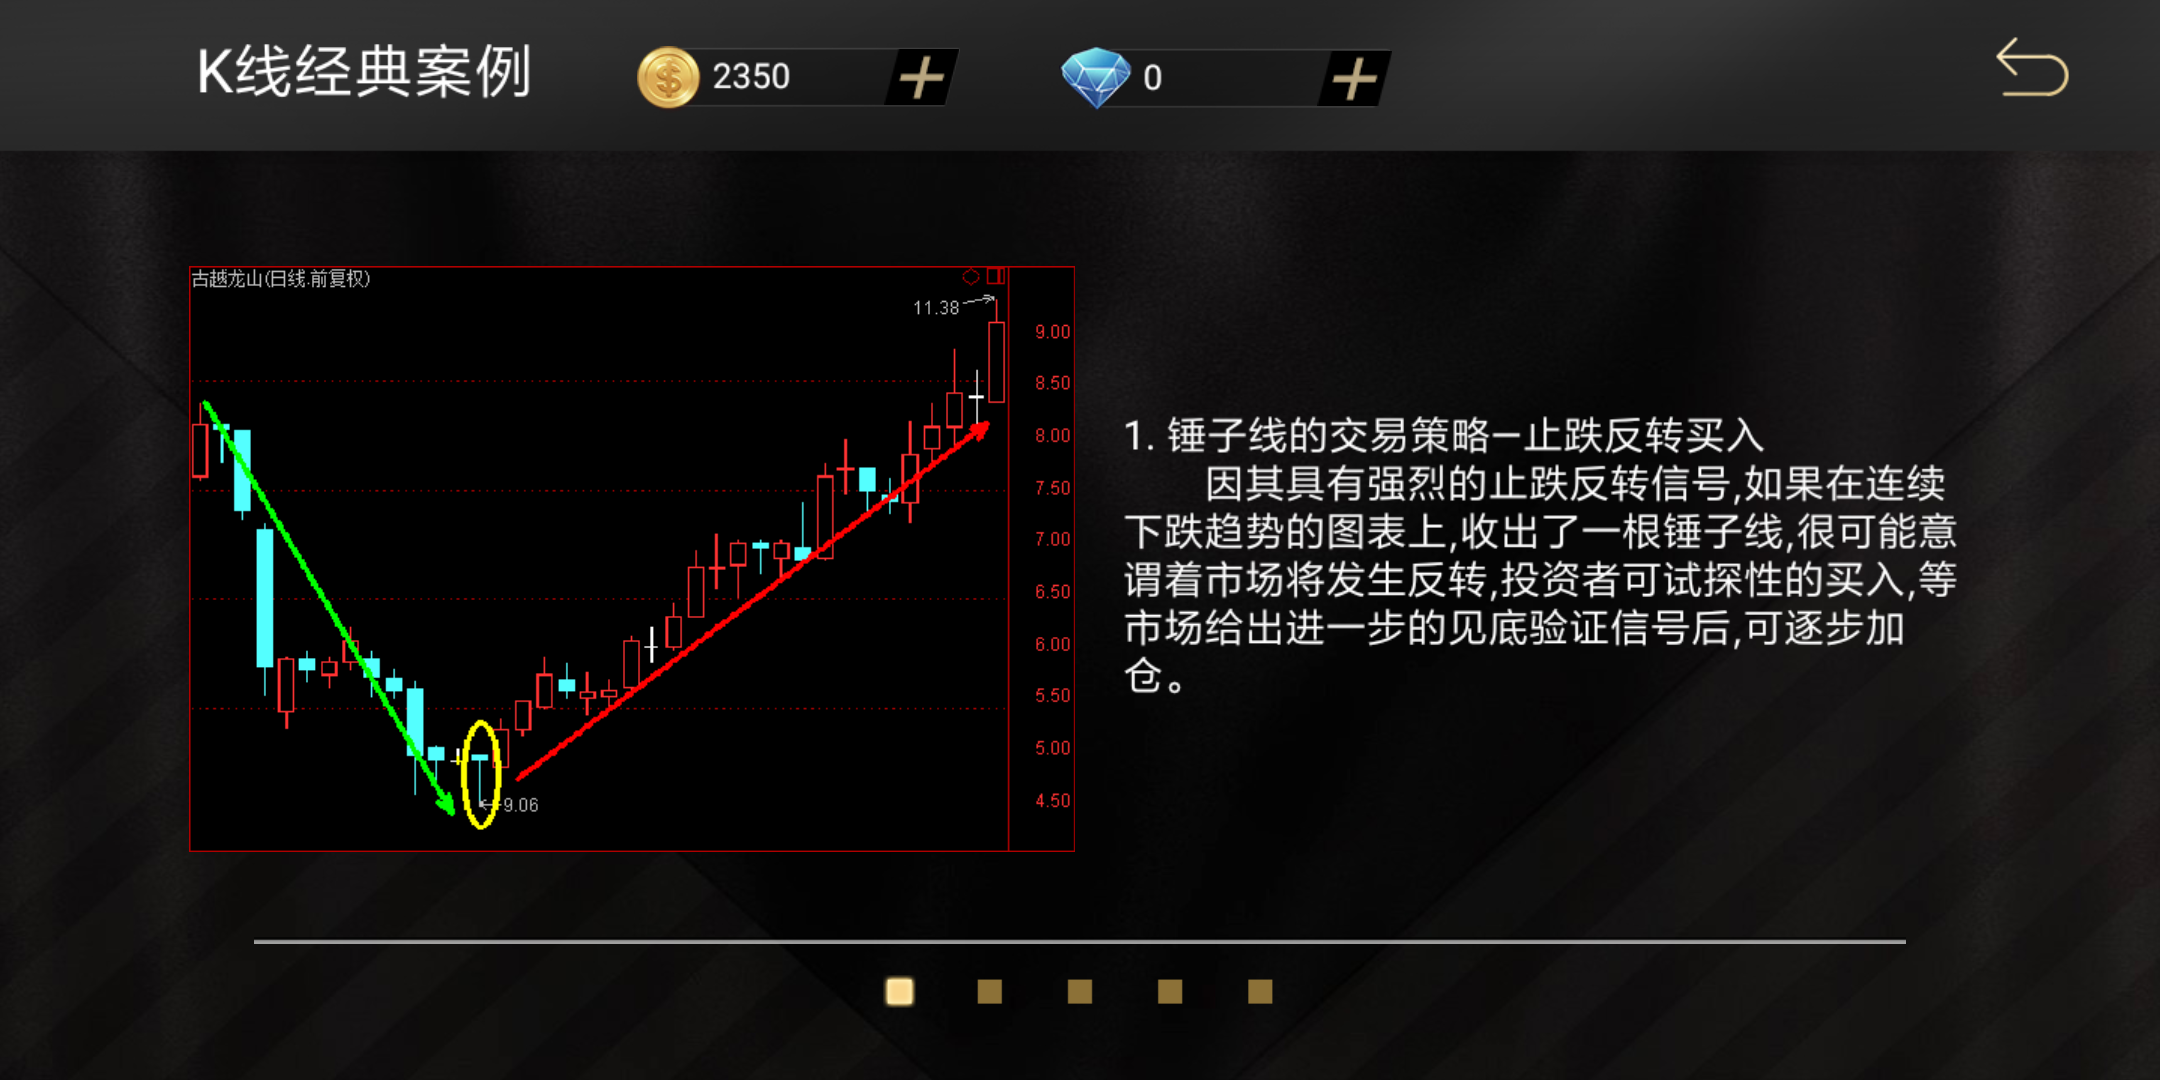 K线经典案例
2350
0
古越龙山(日线.前复权)
11.38
9.00
8.50
8.00
7.50
7.00
6.50
6.00
5.50
5.00
4.50
9.06
1. 锤子线的交易策略–止跌反转买入
因其具有强烈的止跌反转信号,如果在连续
下跌趋势的图表上,收出了一根锤子线,很可能意
谓着市场将发生反转,投资者可试探性的买入,等
市场给出进一步的见底验证信号后,可逐步加
仓。